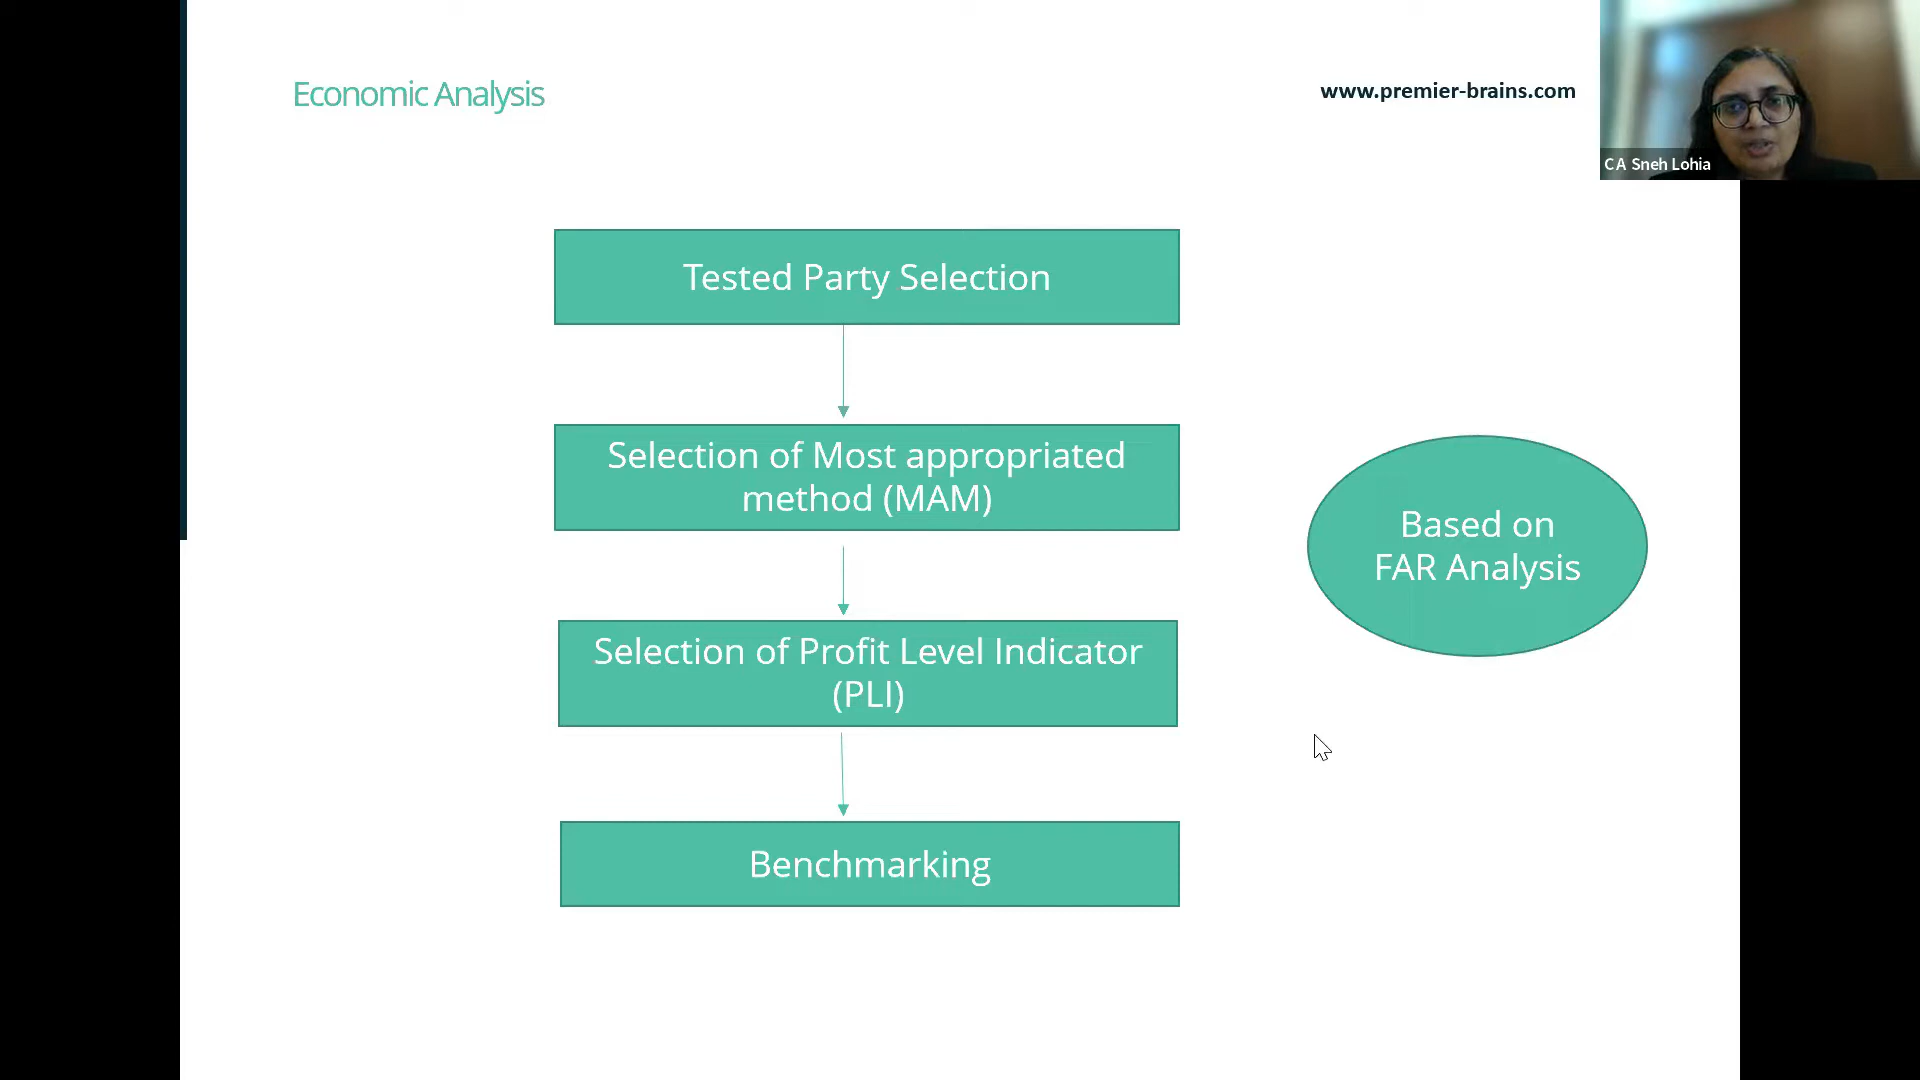 Economic Analysis
www.premier-brains.com
CA Sneh Lohia
Tested Party Selection
Selection of Most appropriated
method (MAM)
Based on
FAR Analysis
Selection of Profit Level Indicator
(PLI)
Benchmarking